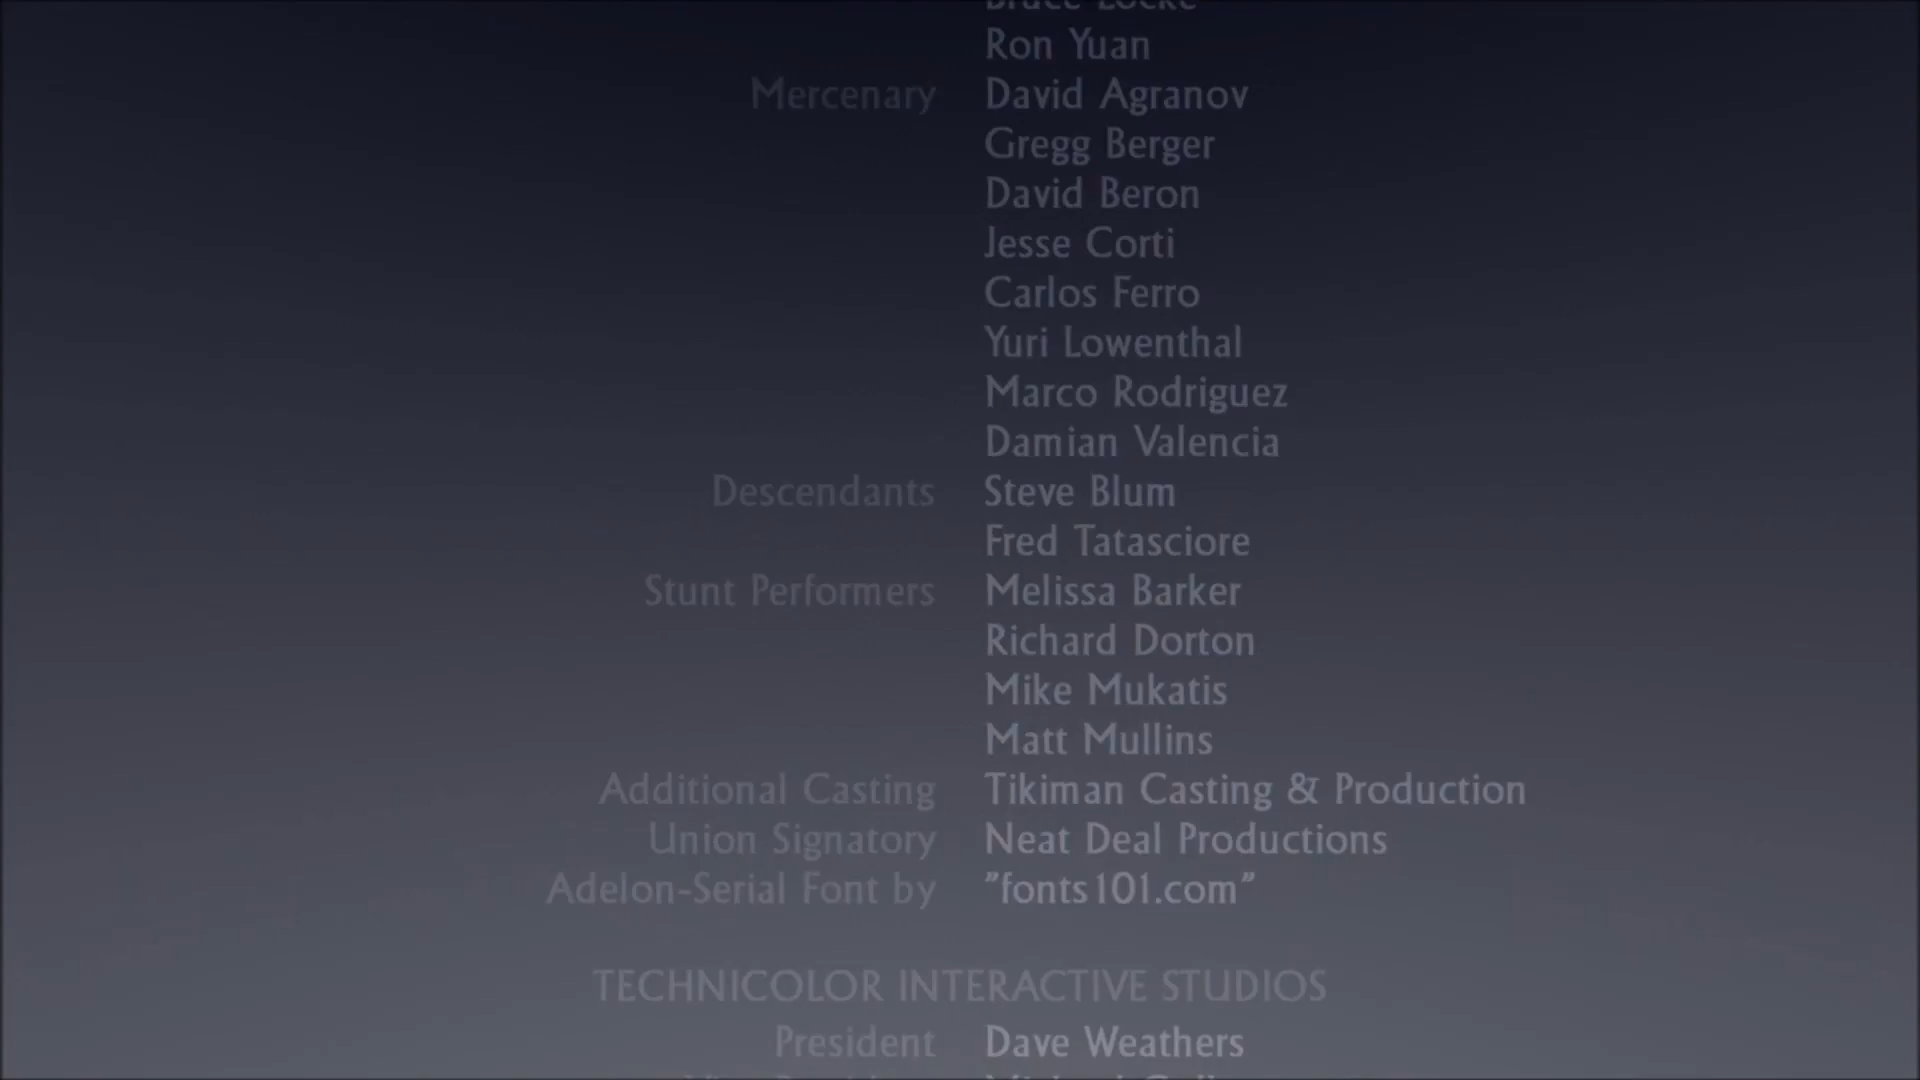 Bruce Locke
Ron Yuan
Mercenary David Agranov
Gregg Berger
David Beron
Jesse Corti
Carlos Ferro
Yuri Lowenthal
Marco Rodriguez
Damian Valencia
Descendants Steve Blum
Fred Tatasciore
Stunt Performers Melissa Barker
Richard Dorton
Mike Mukatis
Matt Mullins
Additional Casting Tikiman Casting & Production
Union Signatory Neat Deal Productions
Adelon-Serial Font by "fonts101.com"
TECHNICOLOR INTERACTIVE STUDIOS
President Dave Weathers